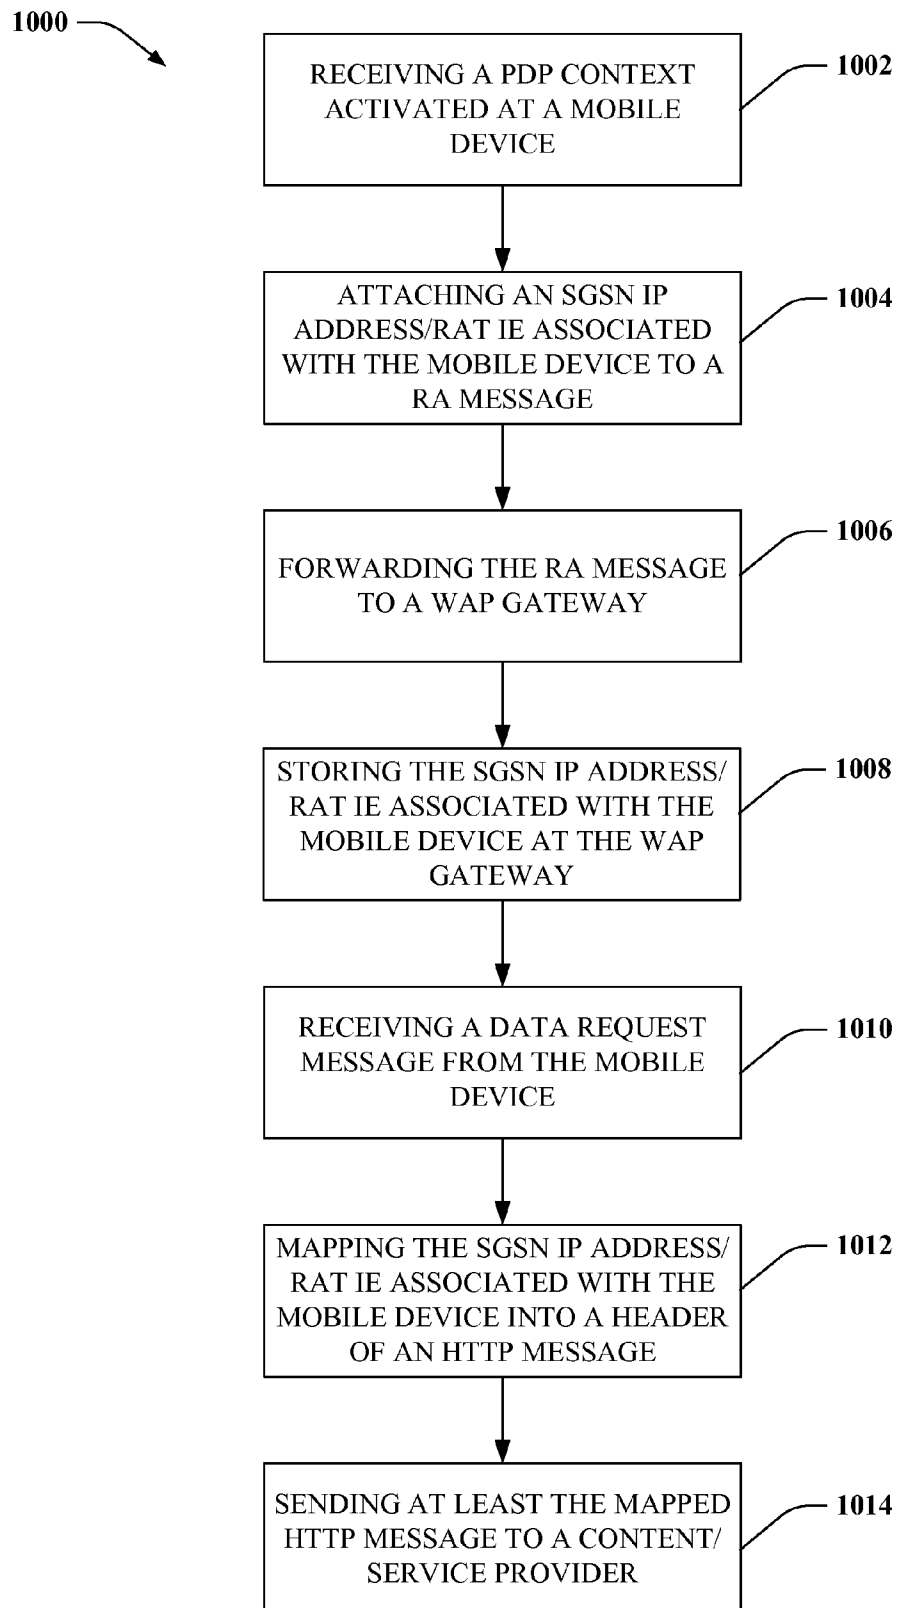 1000
RECEIVING A PDP CONTEXT
ACTIVATED AT A MOBILE
DEVICE
1002
ATTACHING AN SGSN IP
ADDRESS/RAT IE ASSOCIATED
WITH THE MOBILE DEVICE TO A
RA MESSAGE
1004
FORWARDING THE RA MESSAGE
TO A WAP GATEWAY
1006
STORING THE SGSN IP ADDRESS/
RAT IE ASSOCIATED WITH THE
MOBILE DEVICE AT THE WAP
GATEWAY
1008
RECEIVING A DATA REQUEST
MESSAGE FROM THE MOBILE
DEVICE
1010
MAPPING THE SGSN IP ADDRESS/
RAT IE ASSOCIATED WITH THE
MOBILE DEVICE INTO A HEADER
OF AN HTTP MESSAGE
1012
SENDING AT LEAST THE MAPPED
HTTP MESSAGE TO A CONTENT/
SERVICE PROVIDER
1014